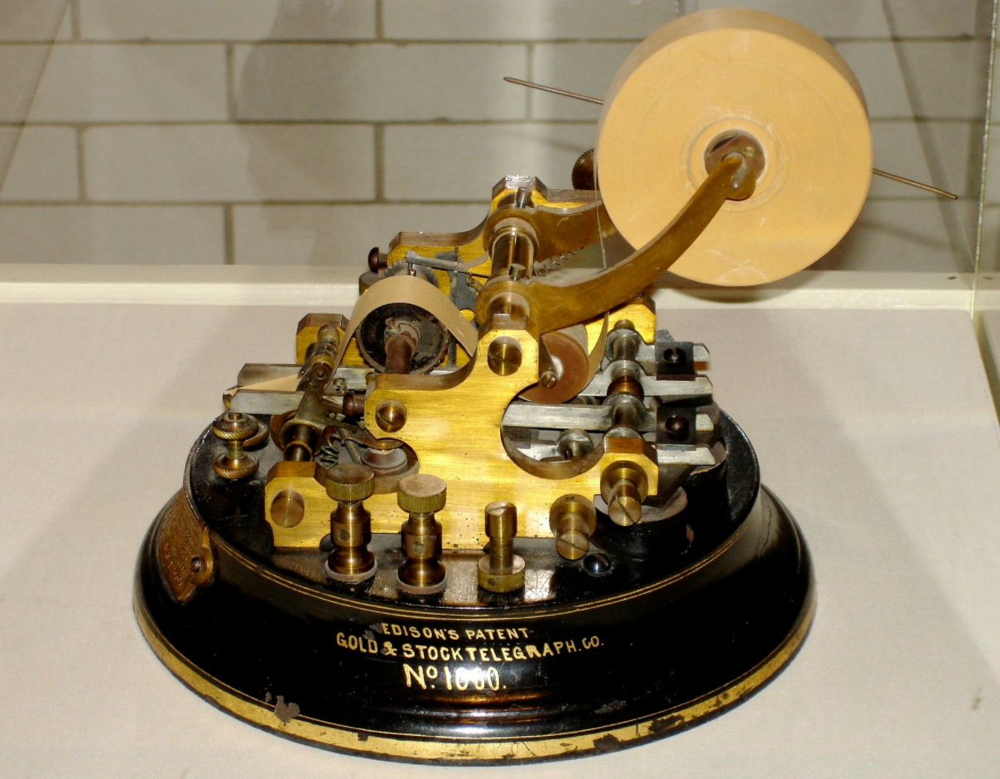 EDISON'S PATENT
GOLD & STOCK TELEGRAPH. CO.
No. 1000.